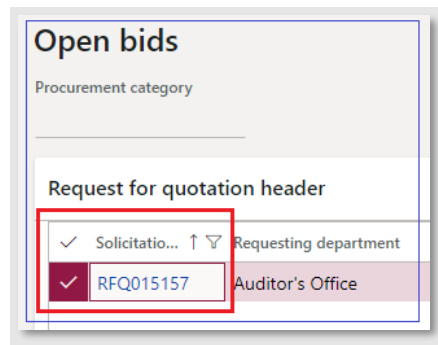 Open bids
Procurement category
Request for quotation header
Solicitatio... Requesting department
RFQ015157 Auditor's Office